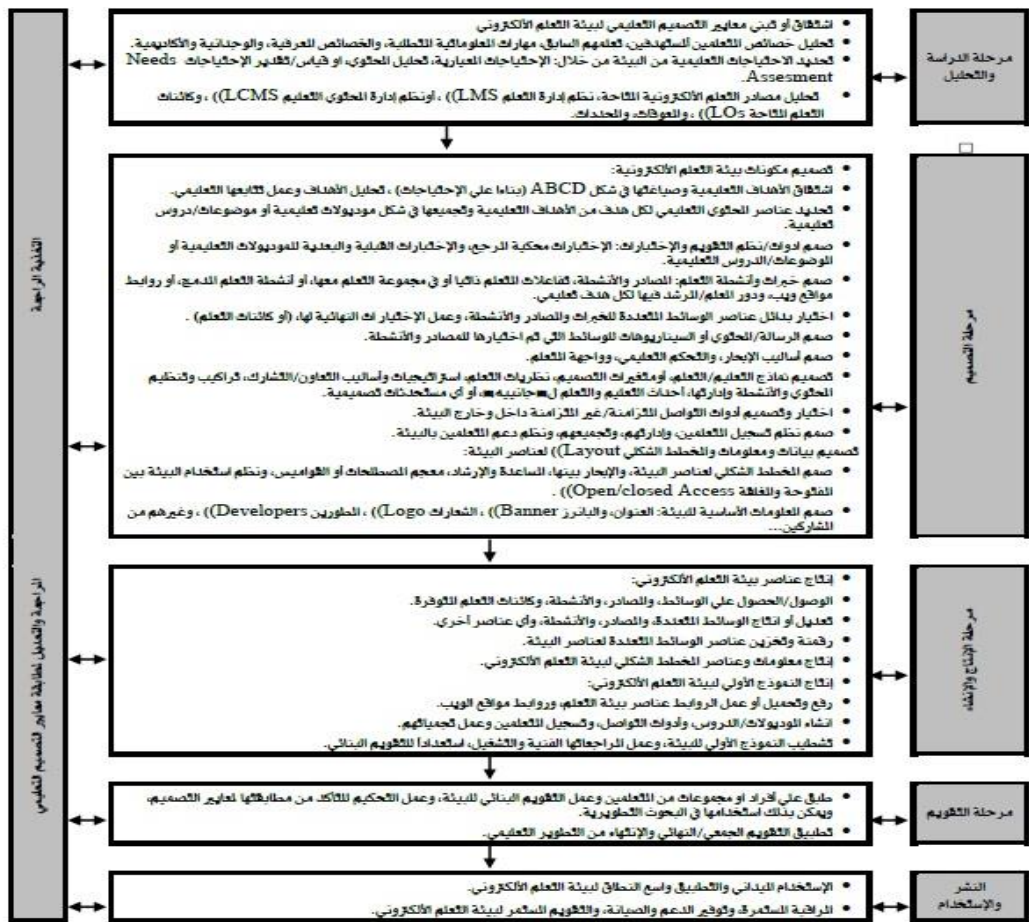 مرحلة الدراسة
والتحليل
• اشتقاق أو تبني معايير التصميم التعليمي لبيئة التعلم الألكتروني
• تحليل خصائص المتعلمين المستهدفين، تعلمهم السابق، مهارات المعلوماتية المتطلبة، والخصائص المعرفية، والوجدانية والأكاديمية.
• تحديد الاحتياجات التعليمية من البيئة من خلال: الإحتياجات المعيارية، تحليل المحتوي، او قياس/تقدير الإحتياجات Needs
Assesment.
• تحليل مصادر التعلم الألكترونية المتاحة، نظم إدارة التعلم LMS)) ، أونظم إدارة المحتوي التعليم LCMS)) ، وكائنات
التعلم المتاحة LOs)) ، والمعوقات، والمحددات.
مرحلة التصميم
• تصميم مكونات بيئة التعلم الألكترونية:
• اشتقاق الأهداف التعليمية وصياغتها في شكل ABCD (بناءا علي الإحتياجات) ، تحليل الأهداف وعمل تتابعها التعليمي.
• تحديد عناصر المحتوي التعليمي لكل هدف من الأهداف التعليمية وتجميعها في شكل موديولات تعليمية أو موضوعات/دروس
تعليمية.
• صمم ادوات/نظم التقويم والإختبارات: الإختبارات محكية المرجع، والإختبارات القبلية والبعدية للموديولات التعليمية أو
الموضوعات/الدروس التعليمية.
• صمم خبرات وأنشطة التعلم: المصادر والأنشطة، تفاعلات المتعلم ذاتيا أو في مجموعة التعلم معها، أو أنشطة التعلم المدمج، أو روابط
مواقع ويب، ودور المعلم/المرشد فيها لكل هدف تعليمي.
• اختيار بدائل عناصر الوسائط المتعددة للخبرات والمصادر والأنشطة، وعمل الإختيارات النهائية لها، (أو كائنات التعلم) .
• صمم الرسالة/المحتوي أو السيناريوهات للوسائط التي تم اختيارها للمصادر والأنشطة.
• صمم أساليب الإبحار، والتحكم التعليمي، وواجهة المتعلم.
• تصميم نماذج التعليم/التعلم، أومتغيرات التصميم، نظريات التعلم، استراتيجيات وأساليب التعاون/التشارك، تراكيب وتنظيم
المحتوي والأنشطة وإدارتها، أحداث التعليم والتعلم ل■جانييه■، أو أي مستحدثات تصميمية.
• اختيار وتصميم أدوات التواصل المتزامنة/غير المتزامنة داخل وخارج البيئة.
• صمم نظم تسجيل المتعلمين، وإدارتهم، وتجميعهم، ونظم دعم المتعلمين بالبيئة.
تصميم بيانات ومعلومات والمخطط الشكلي Layout)) لعناصر البيئة:
• صمم المخطط الشكلي لعناصر البيئة، والإبحار بينها، المساعدة والإرشاد، معجم المصطلحات أو القواميس، ونظم استخدام البيئة بين
المفتوحة والمغلقة Open/closed Access)) .
• صمم المعلومات الأساسية للبيئة: العنوان، والبانرز Banner)) ، الشعارات Logo)) ، المطورين Developers)) ، وغيرهم من
المشاركين...
مرحلة الإنتاج والإنشاء
• إنتاج عناصر بيئة التعلم الألكتروني:
• الوصول/الحصول علي الوسائط، والمصادر، والأنشطة، وكائنات التعلم المتوفرة.
• تعديل أو انتاج الوسائط المتعددة، والمصادر، والأنشطة، وأي عناصر أخري.
• رقمنة وتخزين عناصر الوسائط المتعددة لعناصر البيئة.
• إنتاج معلومات وعناصر المخطط الشكلي لبيئة التعلم الألكتروني.
• إنتاج النموذج الأولي لبيئة التعلم الألكتروني:
• رفع وتحميل أو عمل الروابط عناصر بيئة التعلم، وروابط مواقع الويب.
• انشاء الموديولات/الدروس، وأدوات التواصل، وتسجيل المتعلمين وعمل تجمياتهم.
• تشطيب النموذج الأولي للبيئة، وعمل المراجعاتها الفنية والتشغيل، استعداداً للتقويم البنائي.
مرحلة التقويم
• طبق علي أفراد او مجموعات من المتعلمين وعمل التقويم البنائي للبيئة، وعمل التحكيم للتأكد من مطابقتها لمعايير التصميم،
ويمكن بذلك استخدامها في البحوث التطويرية.
• تطبيق التقويم الجمعي/النهائي والإنتهاء من التطوير التعليمي.
النشر
والإستخدام
• الإستخدام الميداني والتطبيق واسع النطاق لبيئة التعلم الألكتروني.
• المراقبة المستمرة، وتوفير الدعم والصيانة، والتقويم المستمر لبيئة التعلم الألكتروني.
التغذية الراجعة
المراجعة والتعديل لمطابقة معايير التصميم التعليمي